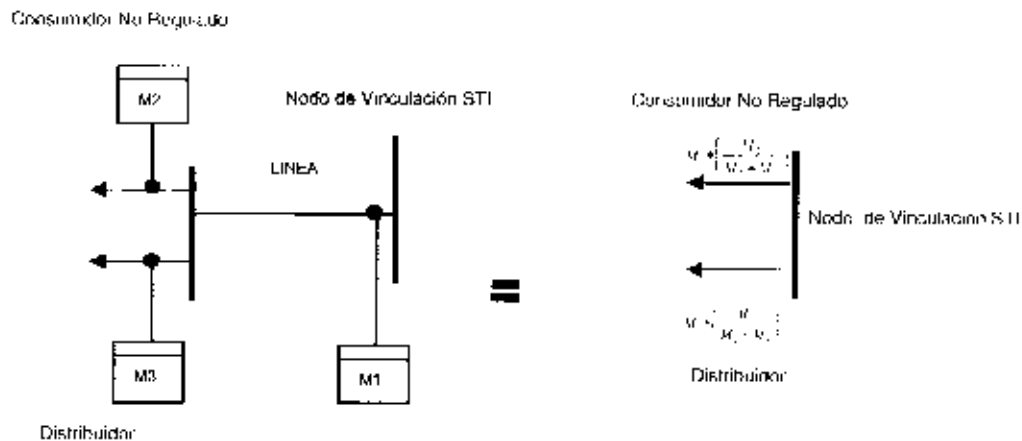 Consumidor No Regulado
M2
Nodo de Vinculación STI
LINEA
M3
M1
Distribuidor
Consumidor No Regulado
Nodo de Vinculación STI
Distribuidor